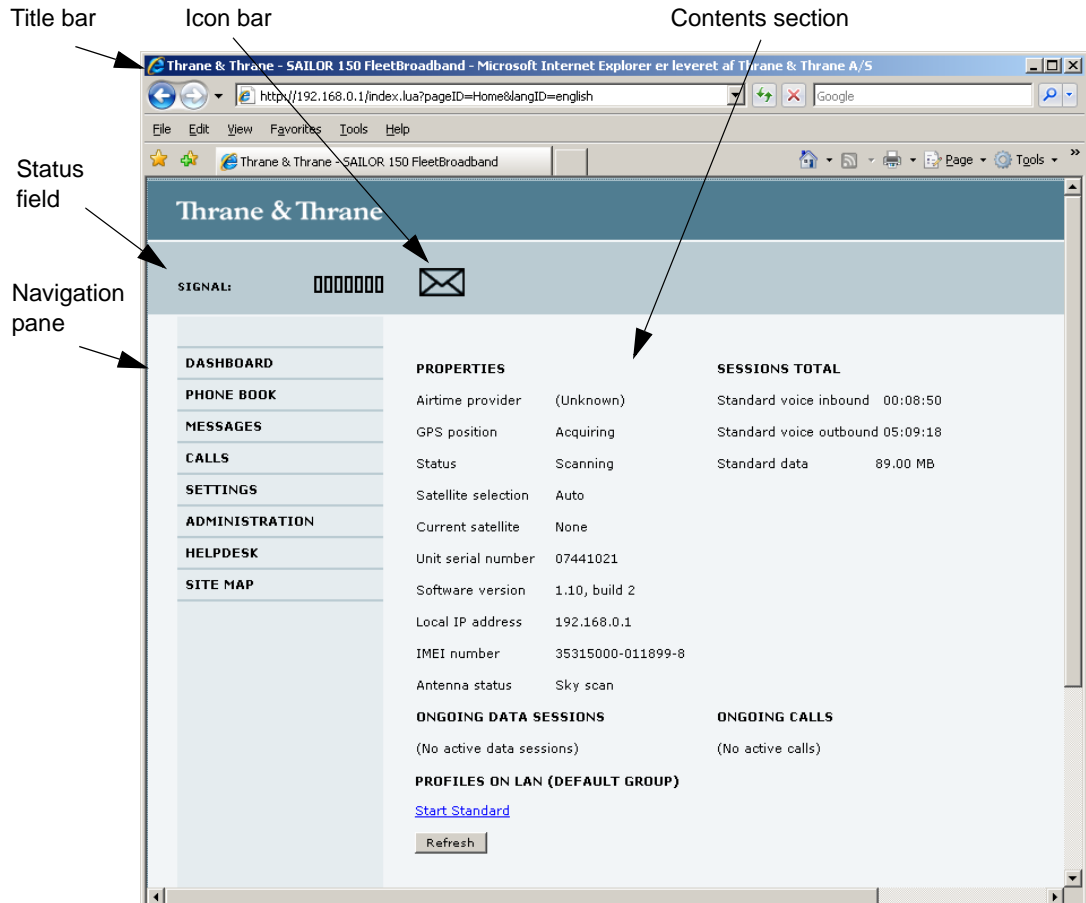 Title bar Icon bar Contents section
Thrane & Thrane - SAILOR 150 FleetBroadband - Microsoft Internet Explorer er leveret af Thrane & Thrane A/S
http://192.168.0.1/index.lua?pageID=Home&langID=english Google
File Edit View Favorites Tools Help
Thrane & Thrane - SAILOR 150 FleetBroadband Page Tools »
Status
field
Thrane & Thrane
SIGNAL:
Navigation
pane
DASHBOARD
PHONE BOOK
MESSAGES
CALLS
SETTINGS
ADMINISTRATION
HELPDESK
SITE MAP
PROPERTIES
Airtime provider (Unknown)
GPS position Acquiring
Status Scanning
Satellite selection Auto
Current satellite None
Unit serial number 07441021
Software version 1.10, build 2
Local IP address 192.168.0.1
IMEI number 35315000-011899-8
Antenna status Sky scan
SESSIONS TOTAL
Standard voice inbound 00:08:50
Standard voice outbound 05:09:18
Standard data 89.00 MB
ONGOING DATA SESSIONS
(No active data sessions)
ONGOING CALLS
(No active calls)
PROFILES ON LAN (DEFAULT GROUP)
Start Standard
Refresh